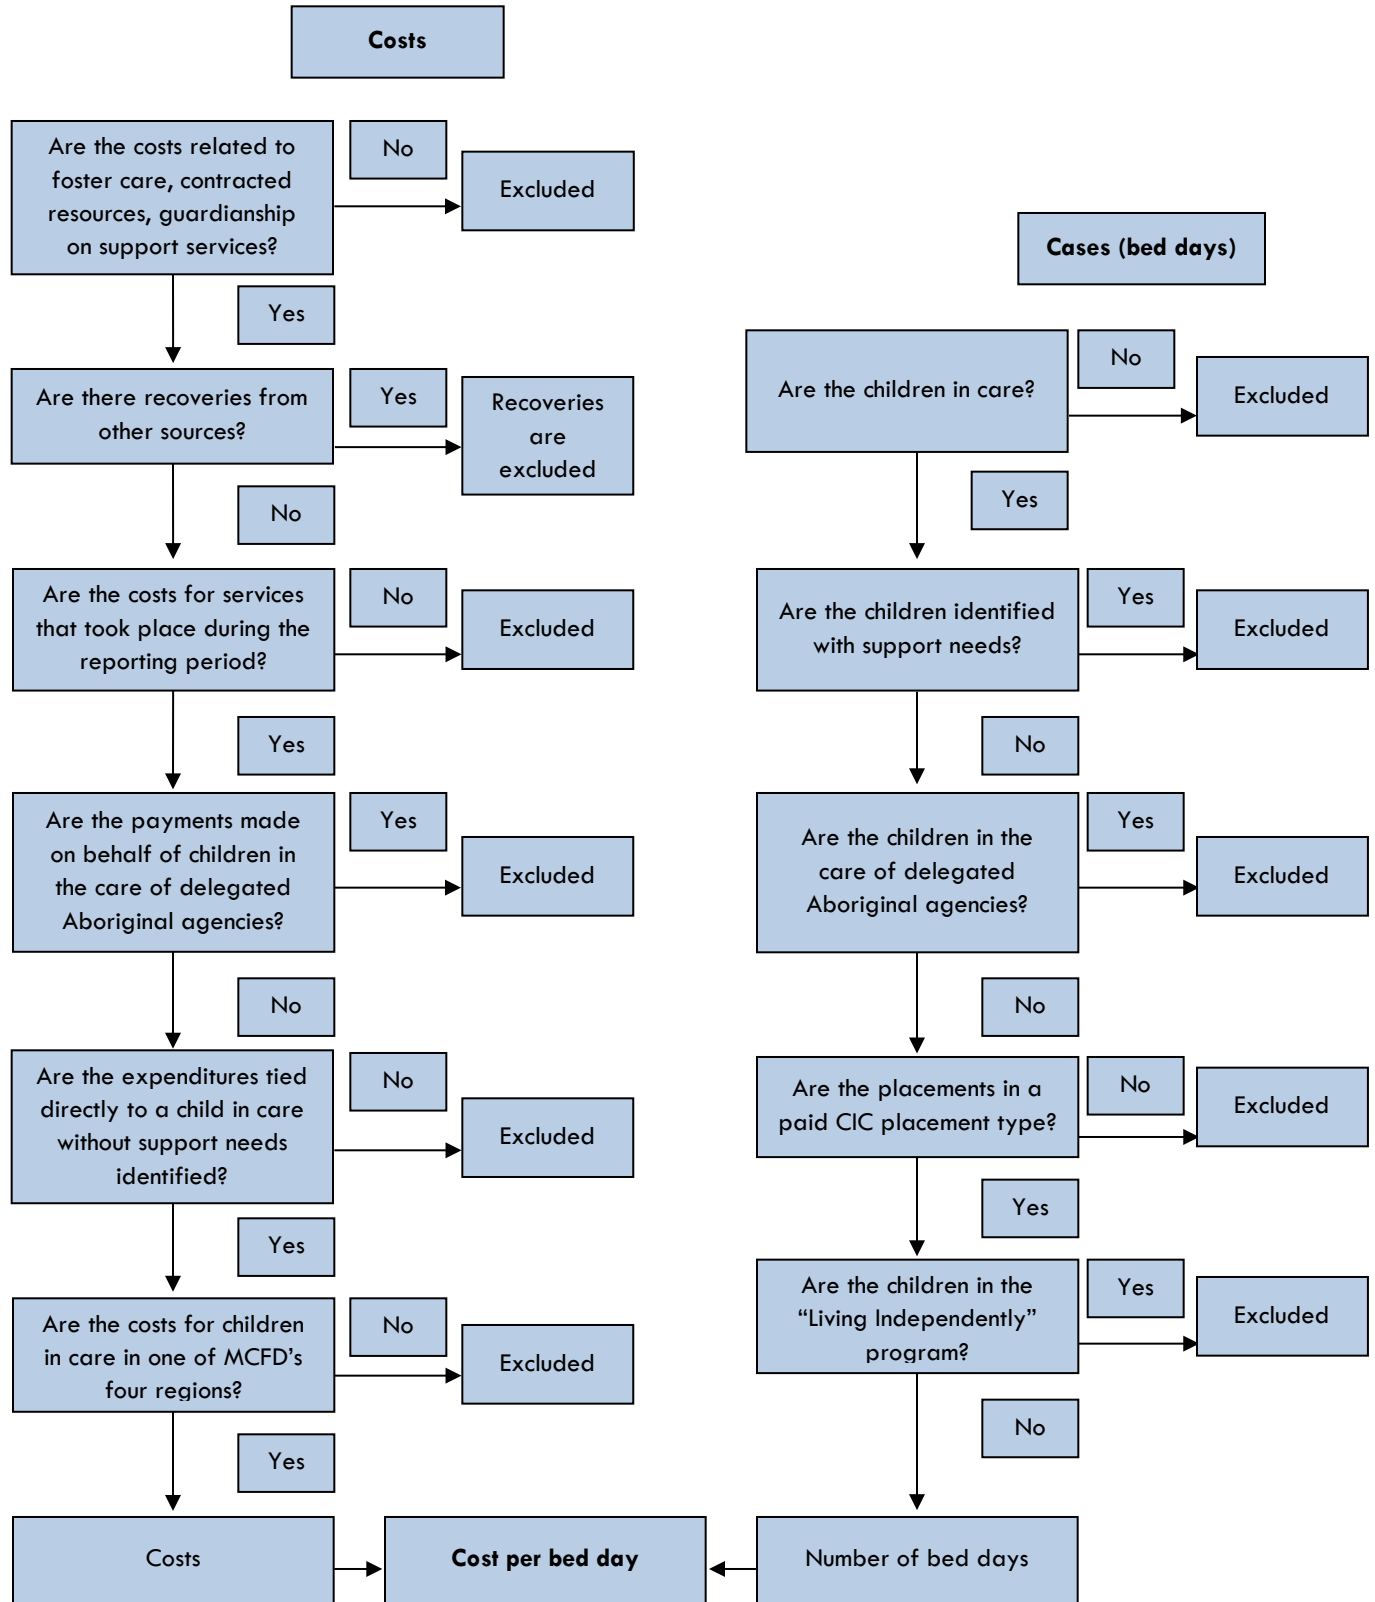 Costs
Are the costs related to
foster care, contracted
resources, guardianship
on support services?
No
Excluded
Yes
Are there recoveries from
other sources?
Yes
Recoveries
are
excluded
No
Are the costs for services
that took place during the
reporting period?
No
Excluded
Yes
Are the payments made
on behalf of children in
the care of delegated
Aboriginal agencies?
Yes
Excluded
No
Are the expenditures tied
directly to a child in care
without support needs
identified?
No
Excluded
Yes
Are the costs for children
in care in one of MCFD's
four regions?
No
Excluded
Yes
Costs
Cost per bed day
Cases (bed days)
Are the children in care?
No
Excluded
Yes
Are the children identified
with support needs?
Yes
Excluded
No
Are the children in the
care of delegated
Aboriginal agencies?
Yes
Excluded
No
Are the placements in a
paid CIC placement type?
No
Excluded
Yes
Are the children in the
“Living Independently”
program?
Yes
Excluded
No
Number of bed days